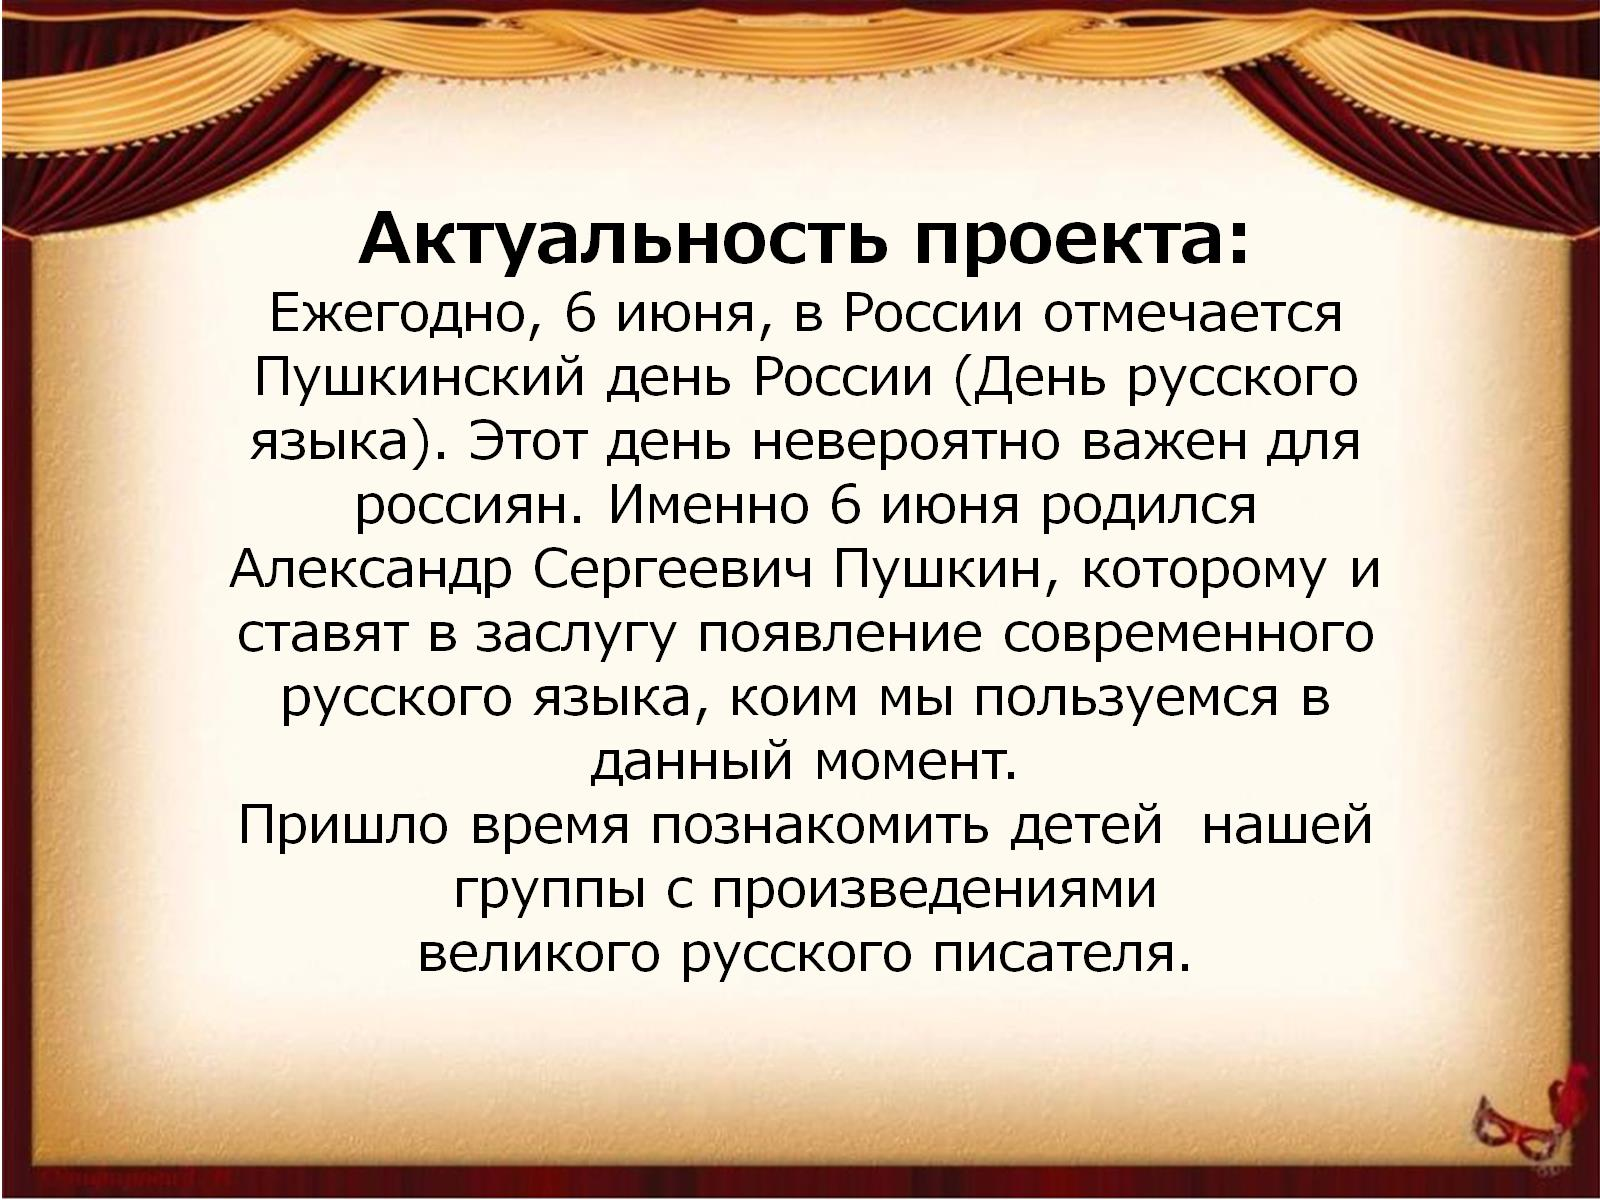 Актуальность проекта:
Ежегодно, 6 июня, в России отмечается
Пушкинский день России (День русского
языка). Этот день невероятно важен для
россиян. Именно 6 июня родился
Александр Сергеевич Пушкин, которому и
ставят в заслугу появление современного
русского языка, коим мы пользуемся в
данный момент.
Пришло время познакомить детей  нашей
группы с произведениями
великого русского писателя.